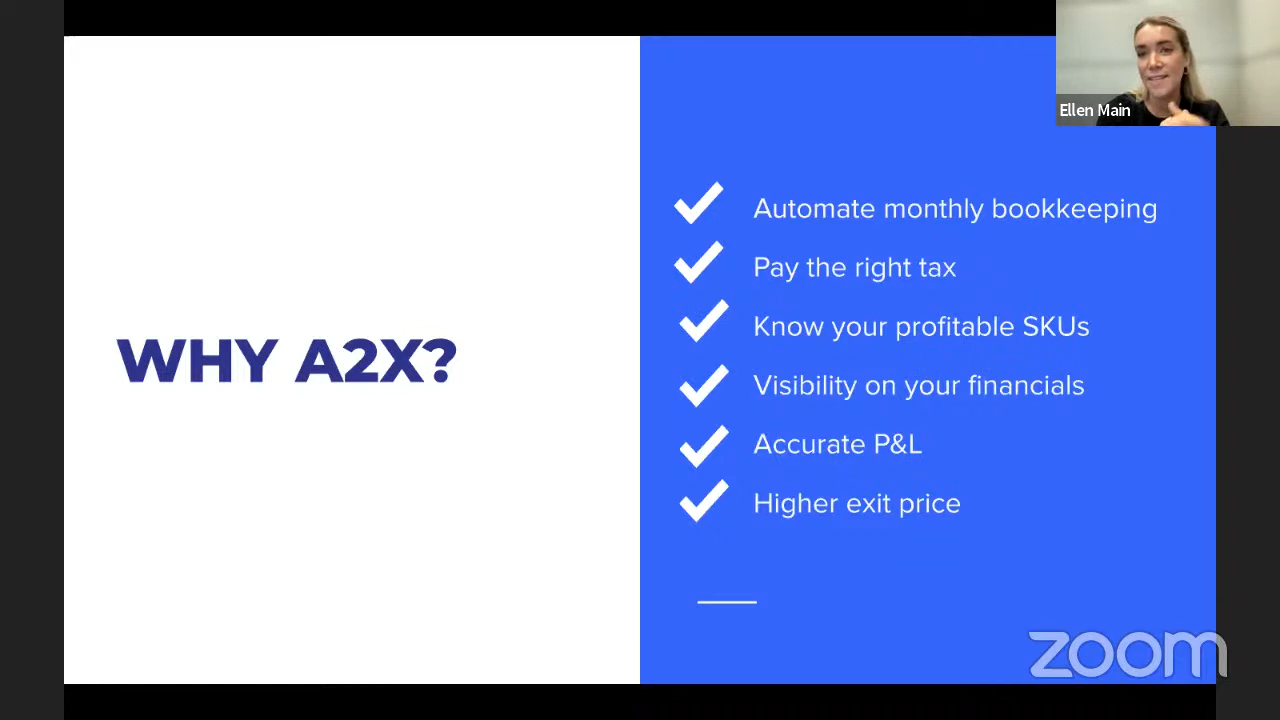 Ellen Main
WHY A2X?
Automate monthly bookkeeping
Pay the right tax
Know your profitable SKUs
Visibility on your financials
Accurate P&L
Higher exit price
zoom